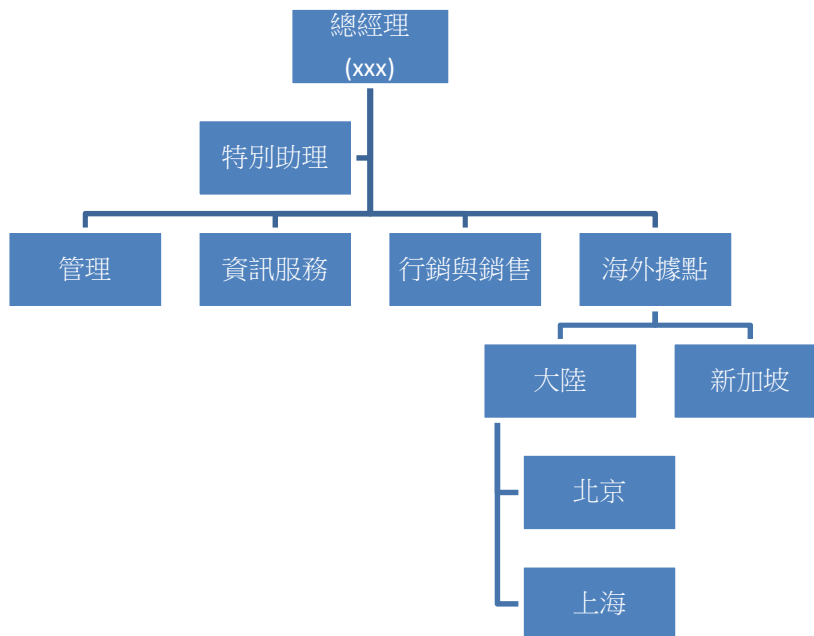 總經理
(xxx)
特別助理
管理
資訊服務
行銷與銷售
海外據點
大陸
新加坡
北京
上海